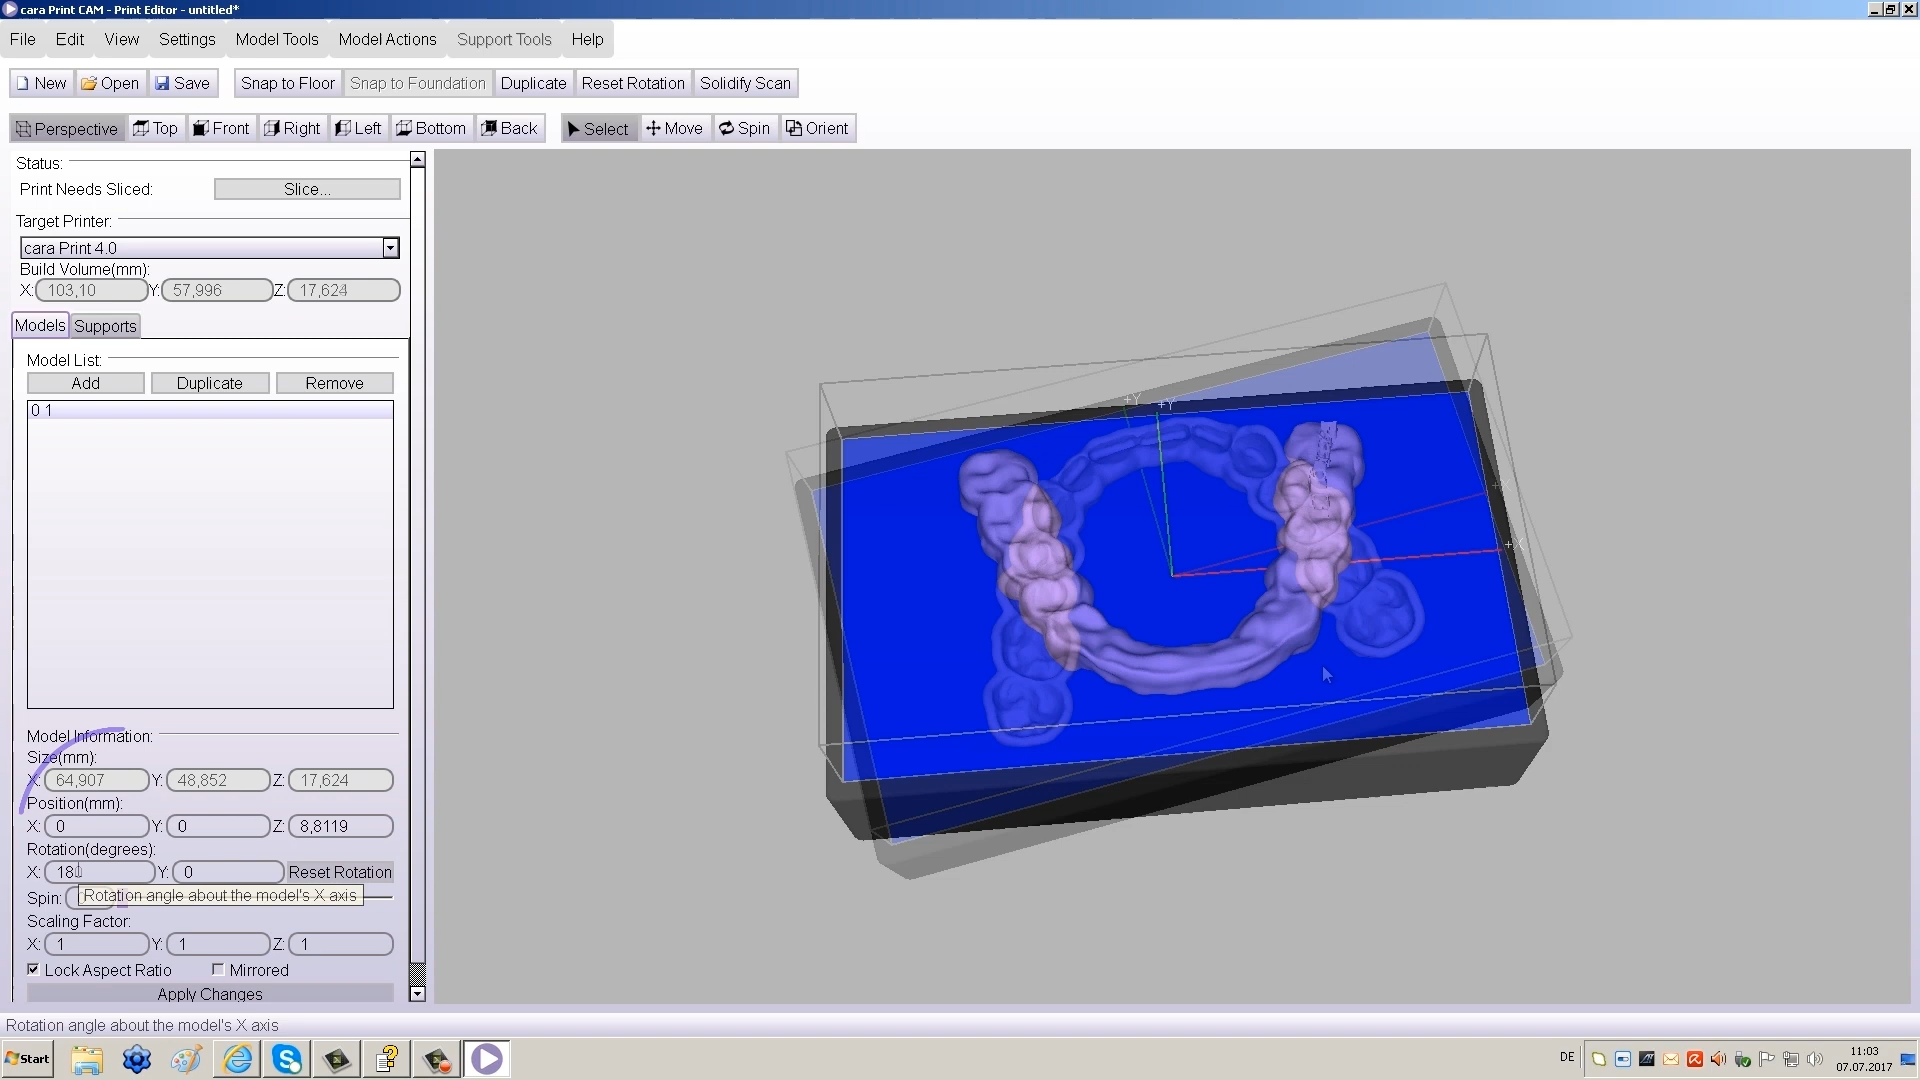 cara Print CAM - Print Editor - untitled*
File Edit View Settings Model Tools Model Actions Support Tools Help
New Open Save Snap to Floor Snap to Foundation Duplicate Reset Rotation Solidify Scan
Perspective Top Front Right Left Bottom Back Select Move Spin Orient
Status:
Print Needs Sliced: Slice...
Target Printer:
cara Print 4.0
Build Volume(mm):
X: 103,10 Y: 57,996 Z: 17,624
Models Supports
Model List:
Add Duplicate Remove
0 1
Model Information:
Size(mm):
X: 64,907 Y: 48,852 Z: 17,624
Position(mm):
X: 0 Y: 0 Z: 8,8119
Rotation(degrees):
X: 180 Y: 0 Reset Rotation
Spin:
Rotation angle about the model's X axis
Scaling Factor:
X: 1 Y: 1 Z: 1
Lock Aspect Ratio Mirrored
Apply Changes
+Y +Y
+X
Rotation angle about the model's X axis
Start DE 11:03
07.07.2017